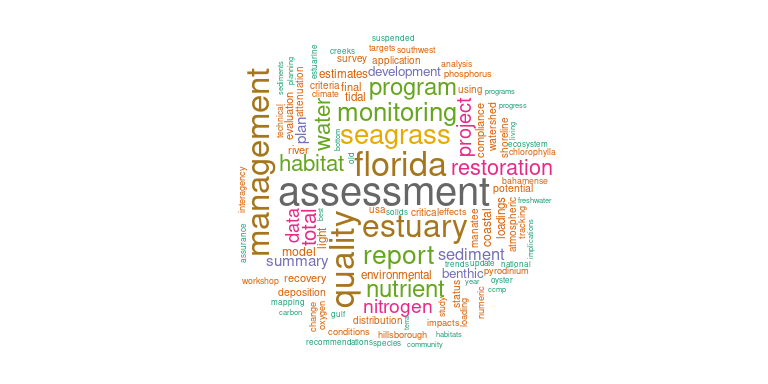 suspended
creeks
targets
southwest
survey
application
estuarine
planning
sediments
management
attenuation
estimates
development
analysis
phosphorus
criteria
final
climate
tidal
program
using
programs
technical
evaluation
plan
water
monitoring
project
compliance
watershed
progress
shoreline
living
bottom
seagrass
river
old
ecosystem
chlorophylla
habitat
florida
restoration
bahamense
potential
interagency
assessment
freshwater
data
total
best
light
usa
solids
critical
effects
manatee
coastal
loadings
atmospheric
tracking
implications
assurance
quality
estuary
model
summary
report
sediment
trends
update
national
benthic
pyrodinium
workshop
recovery
environmental
year
oyster
ccmp
deposition
nutrient
status
numeric
mapping
carbon
change
oxygen
gulf
nitrogen
study
loading
distribution
impacts
conditions
hillsborough
habitats
recommendations
species
community